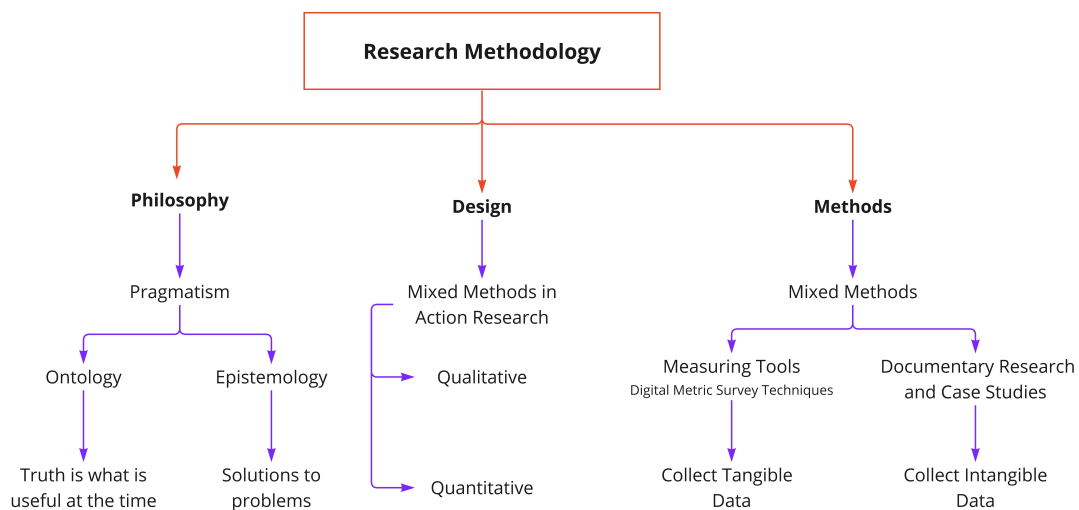 Research Methodology
Philosophy
Design
Methods
Pragmatism
Mixed Methods in
Action Research
Mixed Methods
Ontology
Epistemology
Qualitative
Measuring Tools
Digital Metric Survey Techniques
Documentary Research
and Case Studies
Truth is what is
useful at the time
Solutions to
problems
Quantitative
Collect Tangible
Data
Collect Intangible
Data